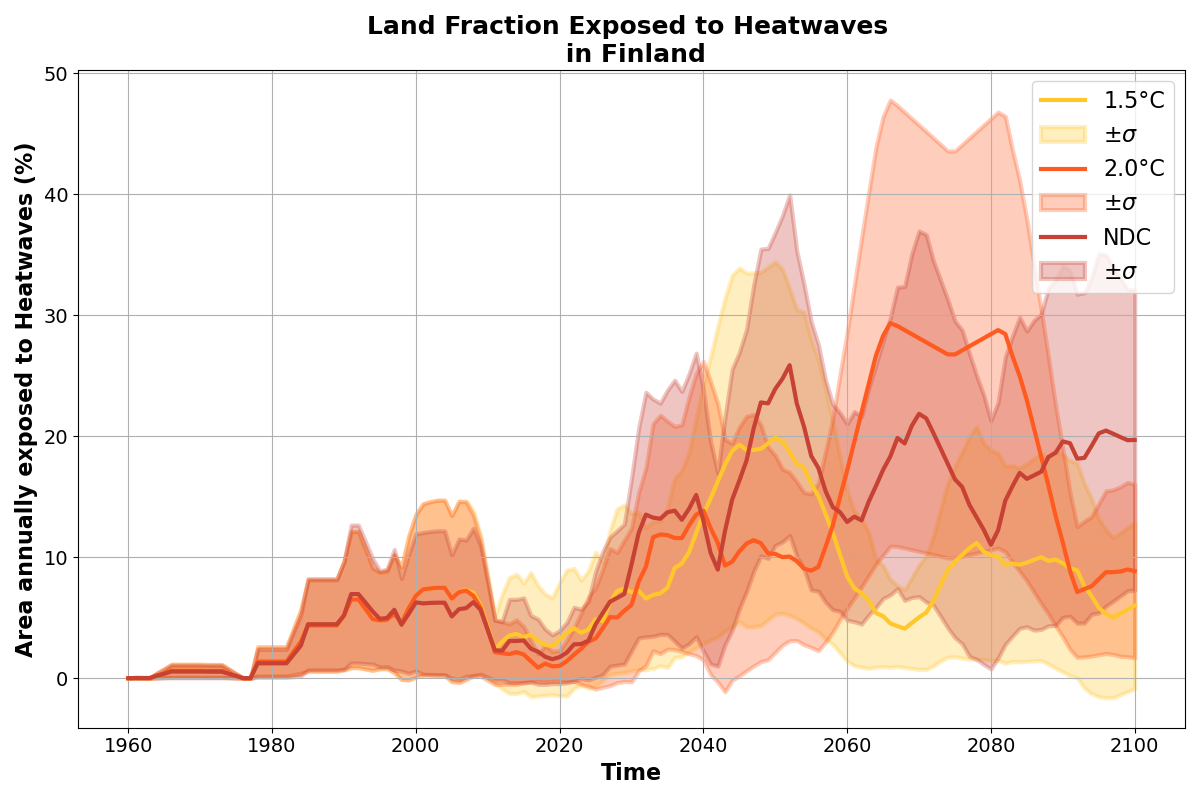 Land Fraction Exposed to Heatwaves
in Finland
Area annually exposed to Heatwaves (%)
50
40
30
20
10
0
1.5°C
±σ
2.0°C
±σ
NDC
±σ
1960 1980 2000 2020 2040 2060 2080 2100
Time